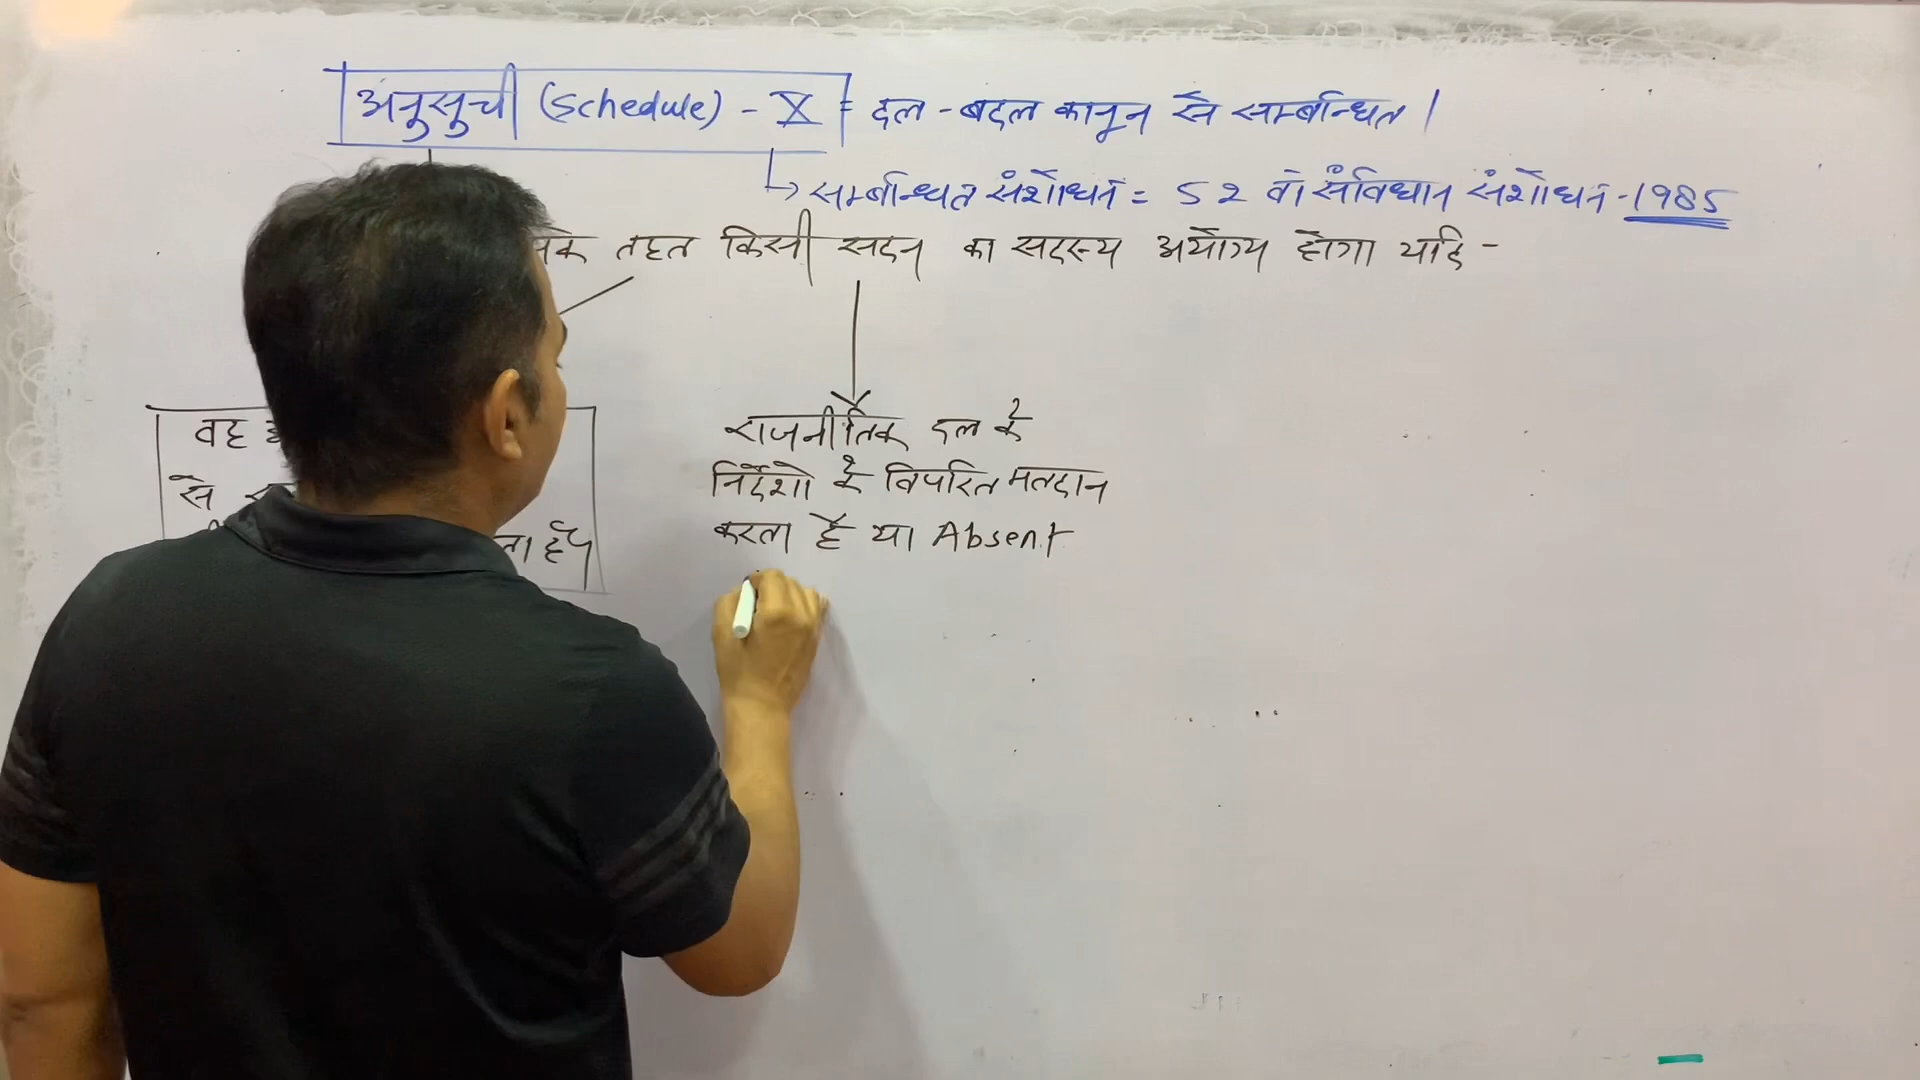 अनुसुची (Schedule) - X = दल - बदल कानून से सम्बन्धित ।
↳ सम्बन्धित संशोधन = 52 वां संविधान संशोधन - 1985
तहत किसी सदन का सदस्य अयोग्य होगा यदि -
वह
से
है।
राजनीतिक दल के
निर्देशो के विपरित मतदान
करता है या Absent